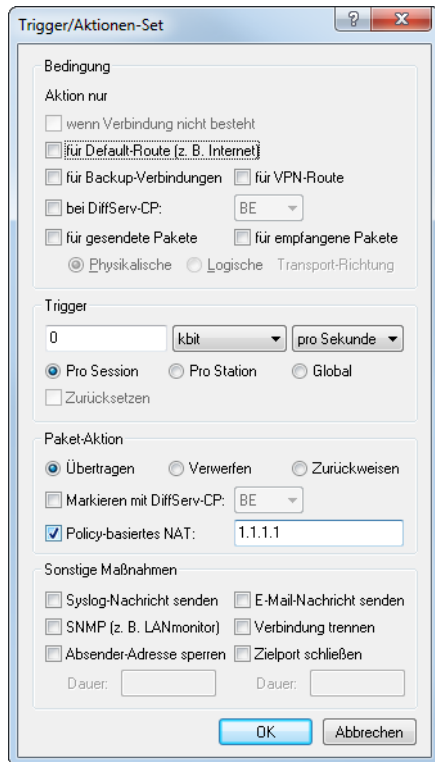 Trigger/Aktionen-Set
Bedingung
Aktion nur
wenn Verbindung nicht besteht
für Default-Route (z. B. Internet)
für Backup-Verbindungen für VPN-Route
bei DiffServ-CP: BE
für gesendete Pakete für empfangene Pakete
Physikalische Logische Transport-Richtung
Trigger
0 kbit pro Sekunde
Pro Session Pro Station Global
Zurücksetzen
Paket-Aktion
Übertragen Verwerfen Zurückweisen
Markieren mit DiffServ-CP: BE
Policy-basiertes NAT: 1.1.1.1
Sonstige Maßnahmen
Syslog-Nachricht senden E-Mail-Nachricht senden
SNMP (z. B. LANmonitor) Verbindung trennen
Absender-Adresse sperren Zielport schließen
Dauer: Dauer:
OK Abbrechen